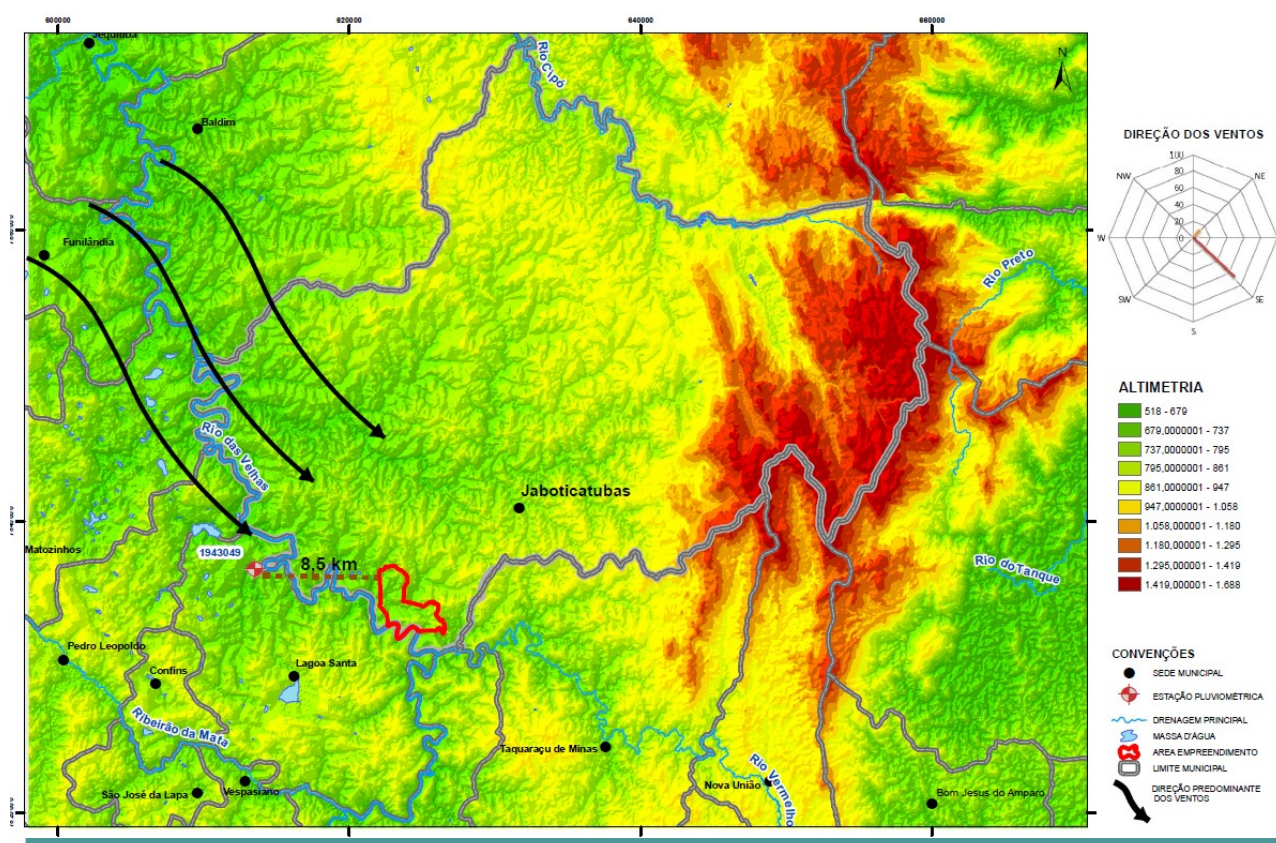 600000
620000
640000
660000
Jequitibá
Baldim
Funilândia
Rio Cipó
N
Rio Preto
Rio das Velhas
Jaboticatubas
Matozinhos
1943049
8,5 km
Rio do Tanque
Pedro Leopoldo
Confins
Lagoa Santa
Ribeirão da Mata
Taquaraçu de Minas
São José da Lapa
Vespasiano
Nova União
Rio Vermelho
Bom Jesus do Amparo
DIREÇÃO DOS VENTOS
100
80
60
40
20
0
NW
NE
W
SW
SE
S
ALTIMETRIA
518 - 679
679,0000001 - 737
737,0000001 - 795
795,0000001 - 861
861,0000001 - 947
947,0000001 - 1.058
1.058,000001 - 1.180
1.180,000001 - 1.295
1.295,000001 - 1.419
1.419,000001 - 1.688
CONVENÇÕES
SEDE MUNICIPAL
ESTAÇÃO PLUVIOMÉTRICA
DRENAGEM PRINCIPAL
MASSA D'ÁGUA
AREA EMPREENDIMENTO
LIMITE MUNICIPAL
DIREÇÃO PREDOMINANTE
DOS VENTOS